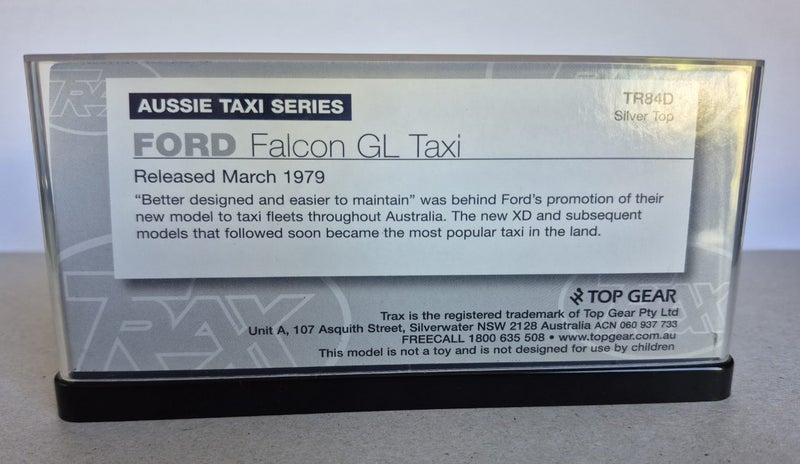 TRAX
AUSSIE TAXI SERIES
TR84D
Silver Top
FORD Falcon GL Taxi
Released March 1979
“Better designed and easier to maintain” was behind Ford’s promotion of their
new model to taxi fleets throughout Australia. The new XD and subsequent
models that followed soon became the most popular taxi in the land.
TRAX
TRAX
TOP GEAR
Trax is the registered trademark of Top Gear Pty Ltd
Unit A, 107 Asquith Street, Silverwater NSW 2128 Australia ACN 060 937 733
FREECALL 1800 635 508 • www.topgear.com.au
This model is not a toy and is not designed for use by children